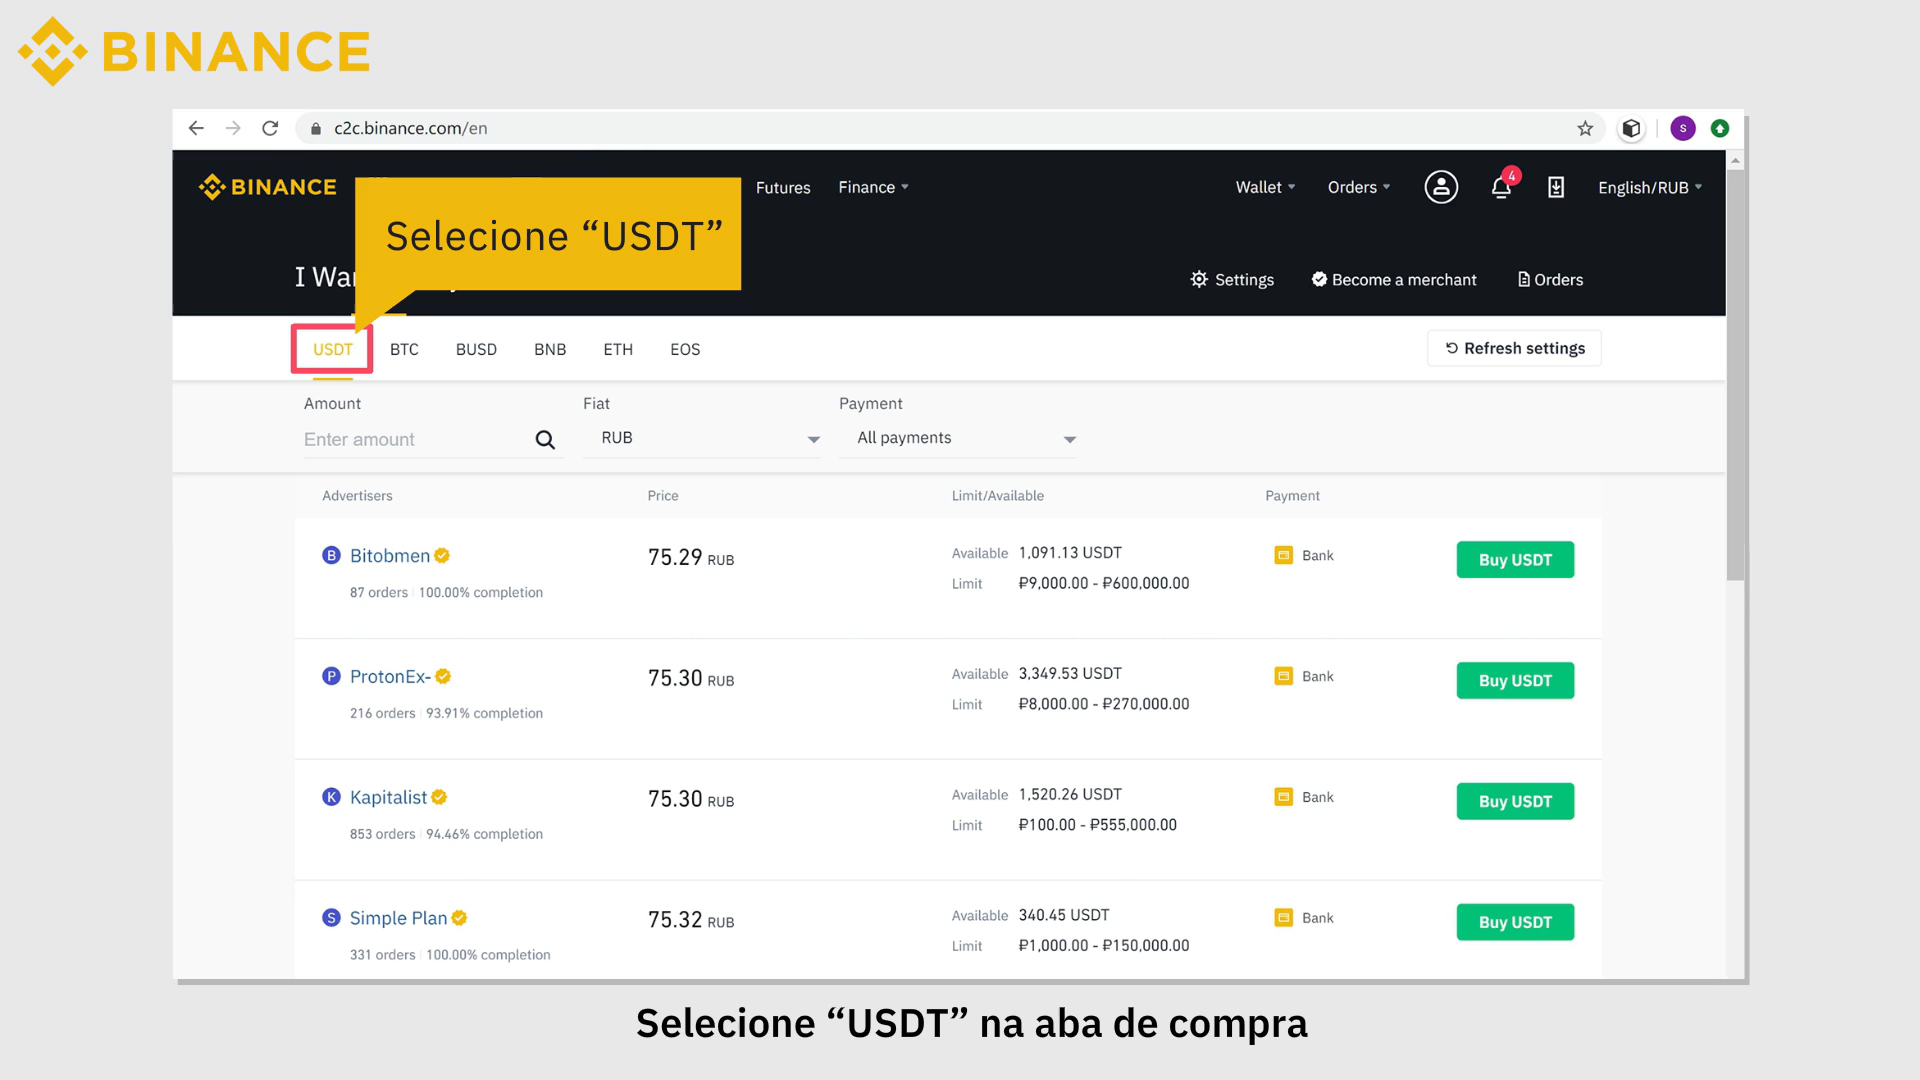 BINANCE
c2c.binance.com/en
S
BINANCE
Futures
Finance
Wallet
Orders
4
English/RUB
Selecione “USDT”
I
Settings
Become a merchant
Orders
USDT
BTC
BUSD
BNB
ETH
EOS
Refresh settings
Amount
Fiat
Payment
Enter amount
RUB
All payments
Advertisers
Price
Limit/Available
Payment
B Bitobmen
75.29 RUB
Available 1,091.13 USDT
Bank
Buy USDT
87 orders | 100.00% completion
Limit ₽9,000.00 - ₽600,000.00
P ProtonEx-
75.30 RUB
Available 3,349.53 USDT
Bank
Buy USDT
216 orders | 93.91% completion
Limit ₽8,000.00 - ₽270,000.00
K Kapitalist
75.30 RUB
Available 1,520.26 USDT
Bank
Buy USDT
853 orders | 94.46% completion
Limit ₽100.00 - ₽555,000.00
S Simple Plan
75.32 RUB
Available 340.45 USDT
Bank
Buy USDT
331 orders | 100.00% completion
Limit ₽1,000.00 - ₽150,000.00
Selecione “USDT” na aba de compra